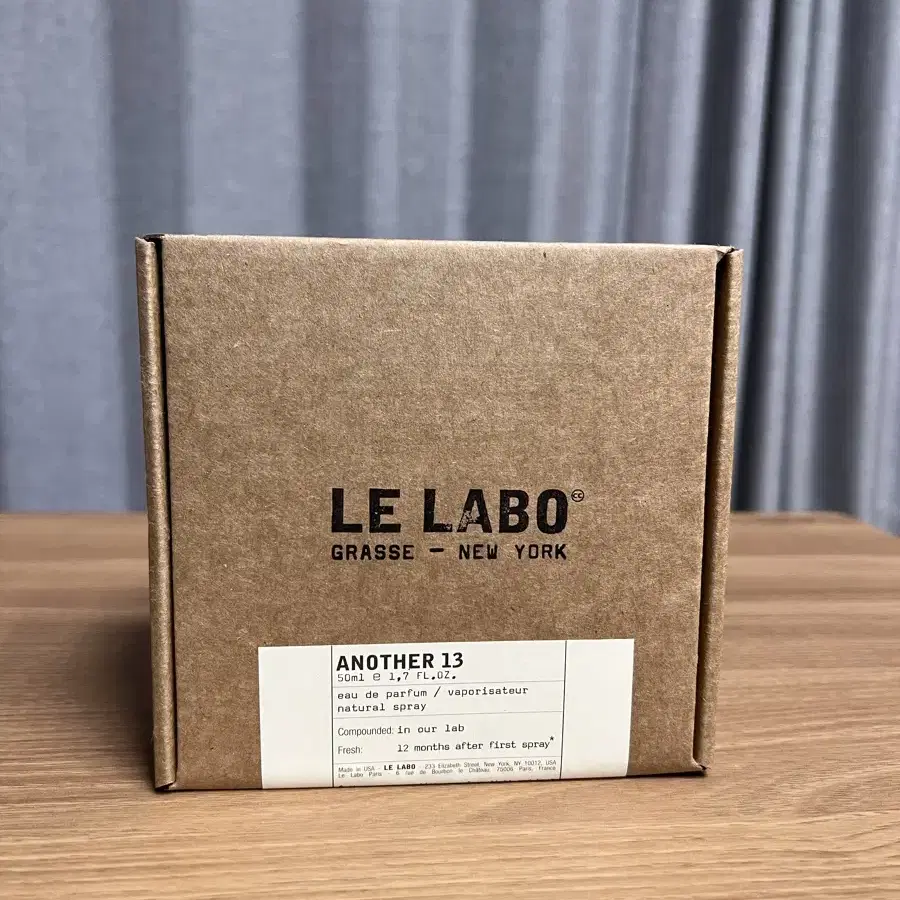 LE LABO
GRASSE — NEW YORK
ANOTHER 13
50ml e 1,7 FL.OZ.
eau de parfum / vaporisateur
natural spray
Compounded: in our lab
Fresh: 12 months after first spray*
Made in USA - LE LABO - 233 Elizabeth Street, New York, NY 10012, USA
Le Labo Paris - 6 rue de Bourbon le Château, 75006 Paris, France